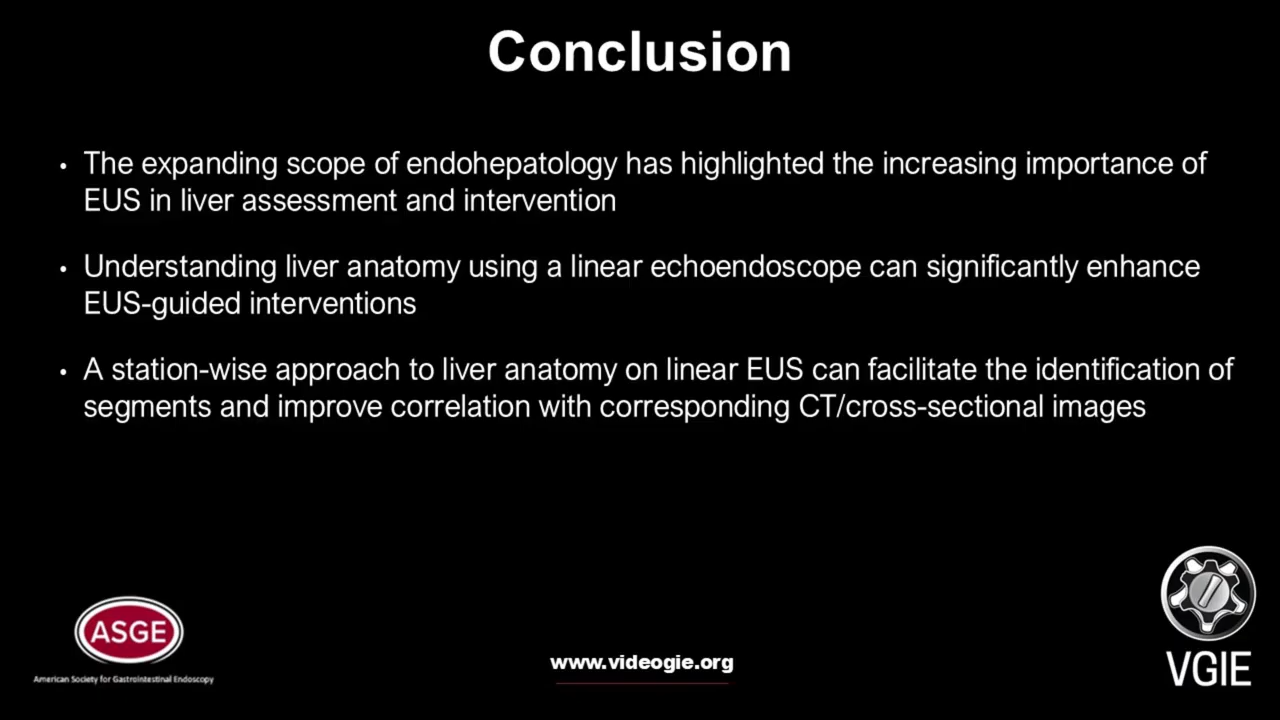 Conclusion
• The expanding scope of endohepatology has highlighted the increasing importance of
EUS in liver assessment and intervention
• Understanding liver anatomy using a linear echoendoscope can significantly enhance
EUS-guided interventions
• A station-wise approach to liver anatomy on linear EUS can facilitate the identification of
segments and improve correlation with corresponding CT/cross-sectional images
ASGE
American Society for Gastrointestinal Endoscopy
www.videogie.org
VGIE